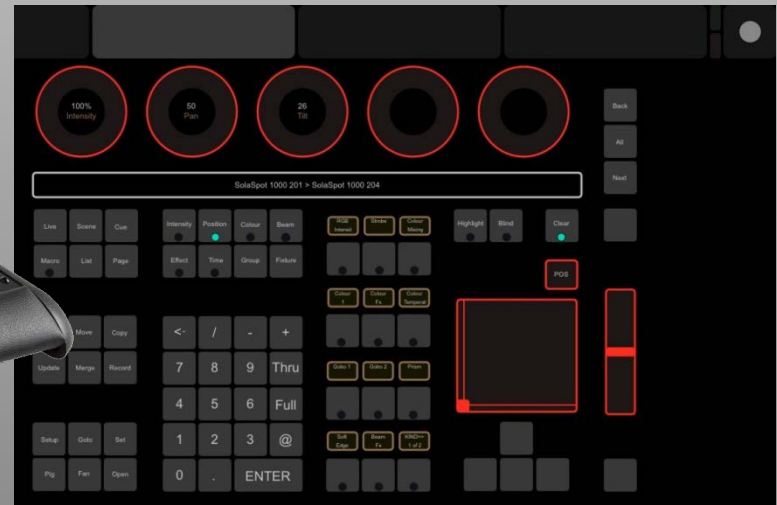 100%
Intensity
50
Pan
26
Tilt
Back
All
Next
SolaSpot 1000 201 > SolaSpot 1000 204
Live Scene Cue
Intensity Position Colour Beam
RGB
Intensit
Strobe
Colour
Mixing
Highlight Blind Clear
Macro List Page
Effect Time Group Fixture
POS
Colour
1
Colour
Fx
Colour
Temperat
Move Copy
<- / - +
Update Merge Record
7 8 9 Thru
Gobo 1 Gobo 2 Prism
4 5 6 Full
Setup Goto Set
1 2 3 @
Soft
Edge
Beam
Fx
KIND>>
1 of 2
Pig Fan Open
0 . ENTER